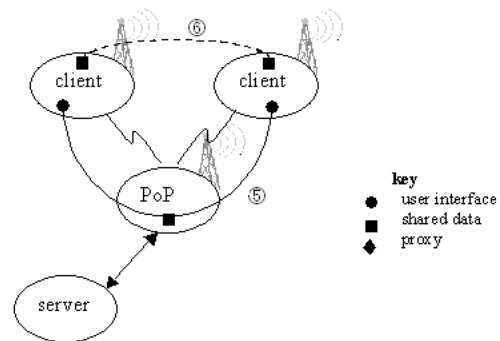 ⑥
client
client
PoP
⑤
key
user interface
shared data
proxy
server